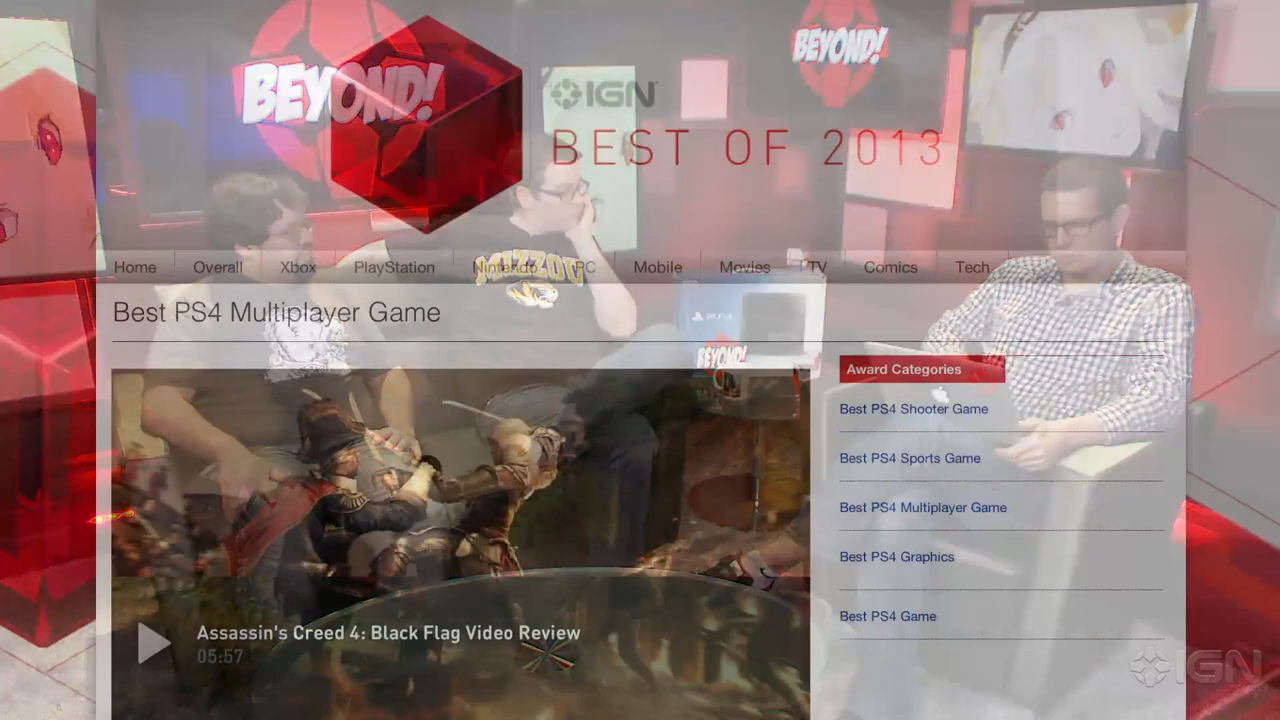 BEYOND!
BEYOND!
IGN
BEST OF 2013
Home Overall Xbox PlayStation Nintendo PC Mobile Movies TV Comics Tech
MIZZOU
Best PS4 Multiplayer Game
PS4
BEYOND!
Award Categories
Best PS4 Shooter Game
Best PS4 Sports Game
Best PS4 Multiplayer Game
Best PS4 Graphics
Best PS4 Game
Assassin's Creed 4: Black Flag Video Review
05:57
IGN